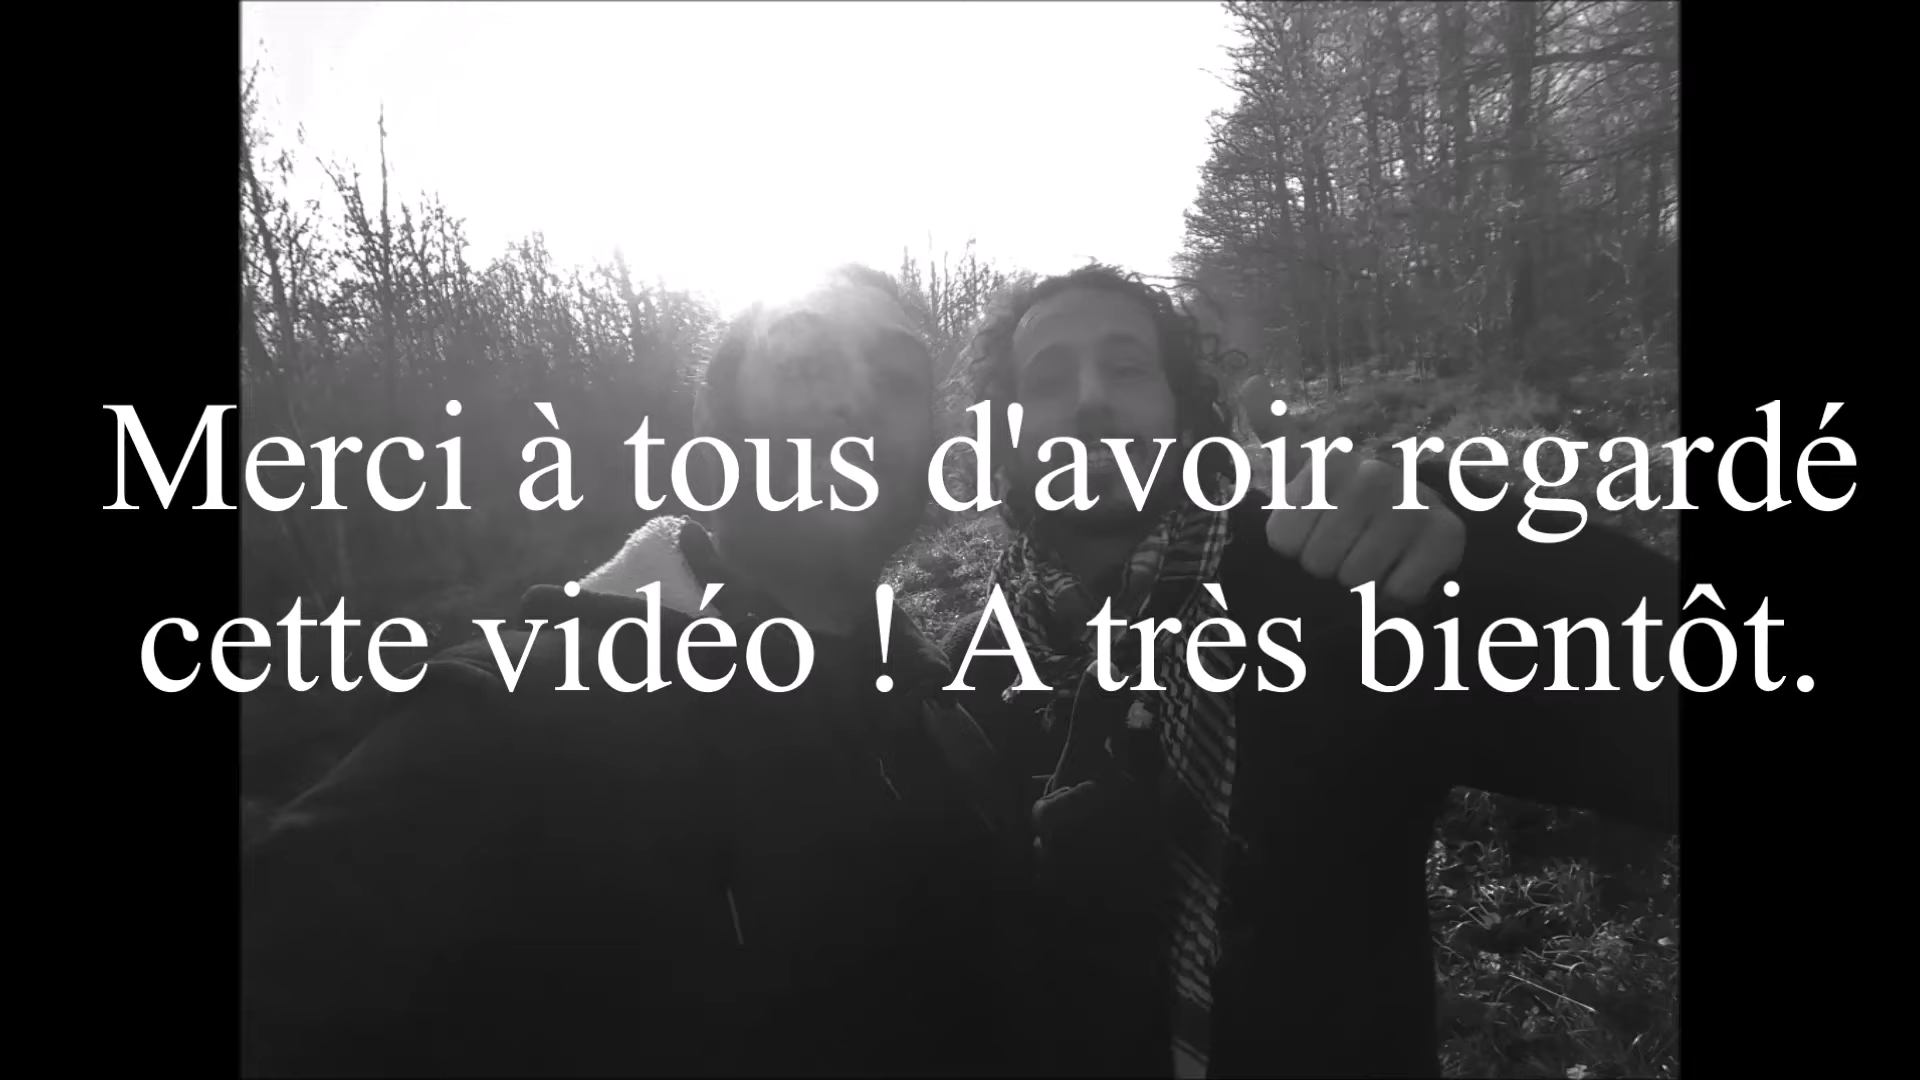 Merci à tous d'avoir regardé
cette vidéo ! A très bientôt.